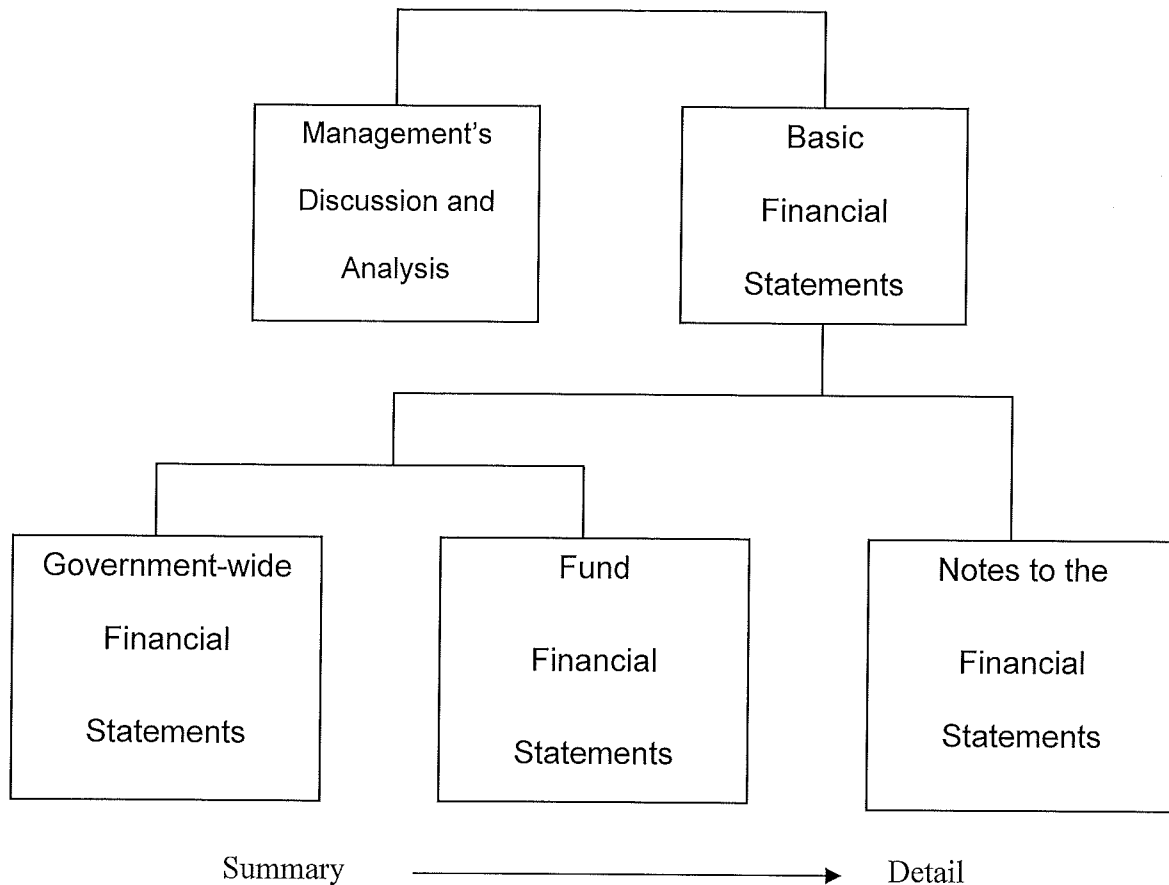 Management's
Discussion and
Analysis
Basic
Financial
Statements
Government-wide
Financial
Statements
Fund
Financial
Statements
Notes to the
Financial
Statements
Summary
Detail